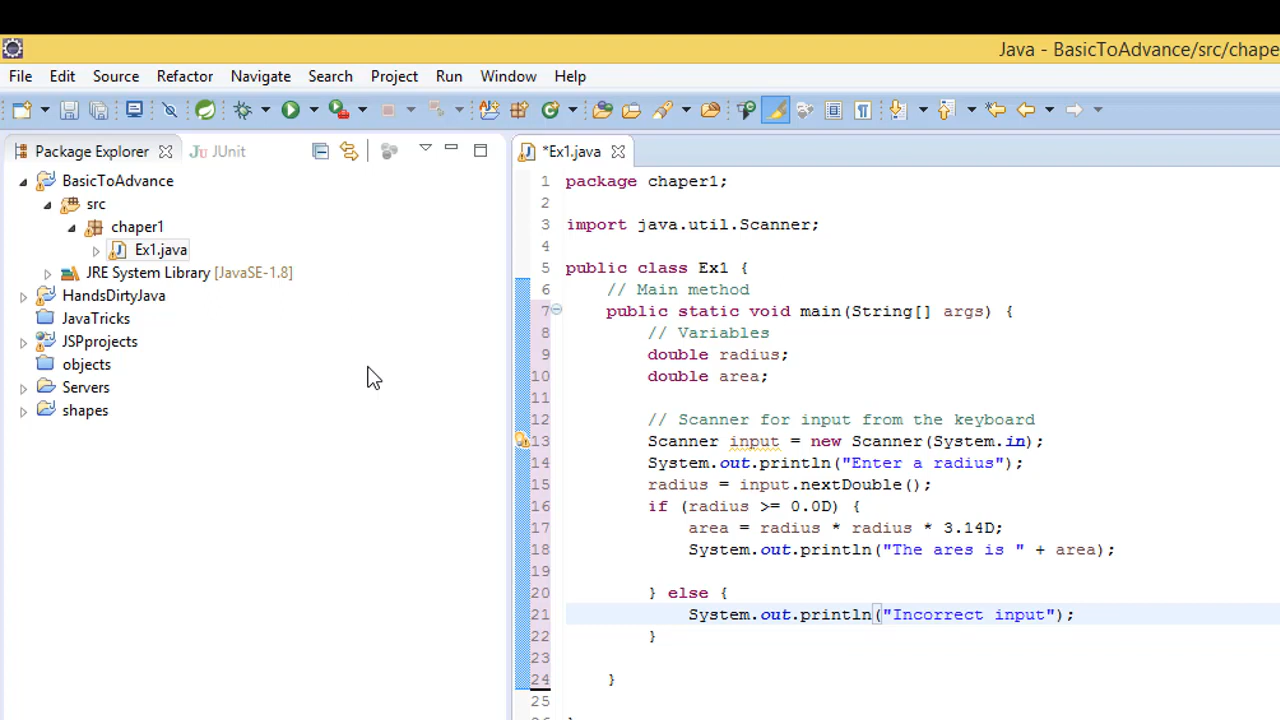 Java - BasicToAdvance/src/chape
File Edit Source Refactor Navigate Search Project Run Window Help
Package Explorer JUnit
BasicToAdvance
src
chaper1
Ex1.java
JRE System Library [JavaSE-1.8]
HandsDirtyJava
JavaTricks
JSPprojects
objects
Servers
shapes
*Ex1.java
1 package chaper1;
2
3 import java.util.Scanner;
4
5 public class Ex1 {
6 // Main method
7 public static void main(String[] args) {
8 // Variables
9 double radius;
10 double area;
11
12 // Scanner for input from the keyboard
13 Scanner input = new Scanner(System.in);
14 System.out.println("Enter a radius");
15 radius = input.nextDouble();
16 if (radius >= 0.0D) {
17 area = radius * radius * 3.14D;
18 System.out.println("The ares is " + area);
19
20 } else {
21 System.out.println("Incorrect input");
22 }
23
24 }
25